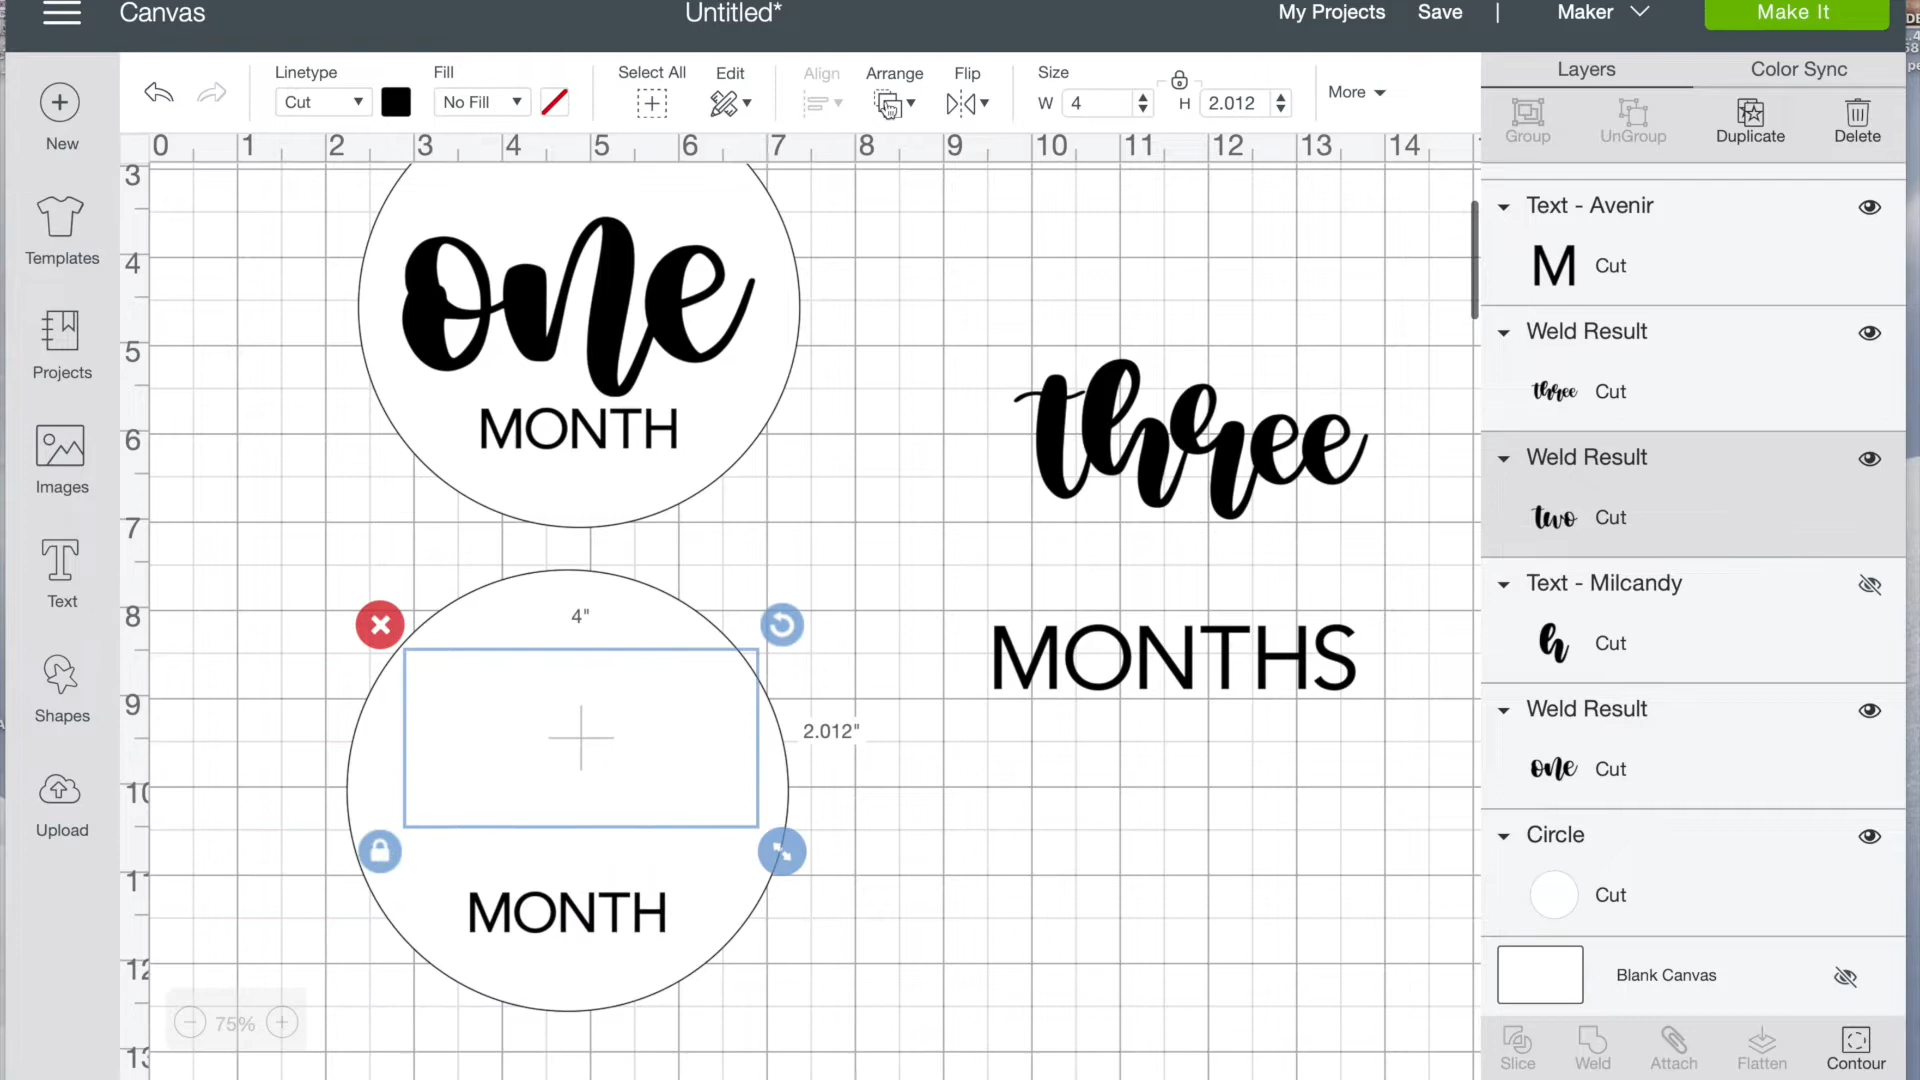 Canvas
Untitled*
My Projects
Save
|
Maker
Make It
New
Templates
Projects
Images
Text
Shapes
Upload
Linetype
Cut
Fill
No Fill
Select All
Edit
Align
Arrange
Flip
Size
W 4
H 2.012
More
0 1 2 3 4 5 6 7 8 9 10 11 12 13 14
3
4
5
6
7
8
9
10
11
12
13
one
MONTH
three
MONTHS
4"
2.012"
MONTH
75%
Layers
Color Sync
Group
UnGroup
Duplicate
Delete
Text - Avenir
M Cut
Weld Result
three Cut
Weld Result
two Cut
Text - Milcandy
h Cut
Weld Result
one Cut
Circle
Cut
Blank Canvas
Slice
Weld
Attach
Flatten
Contour